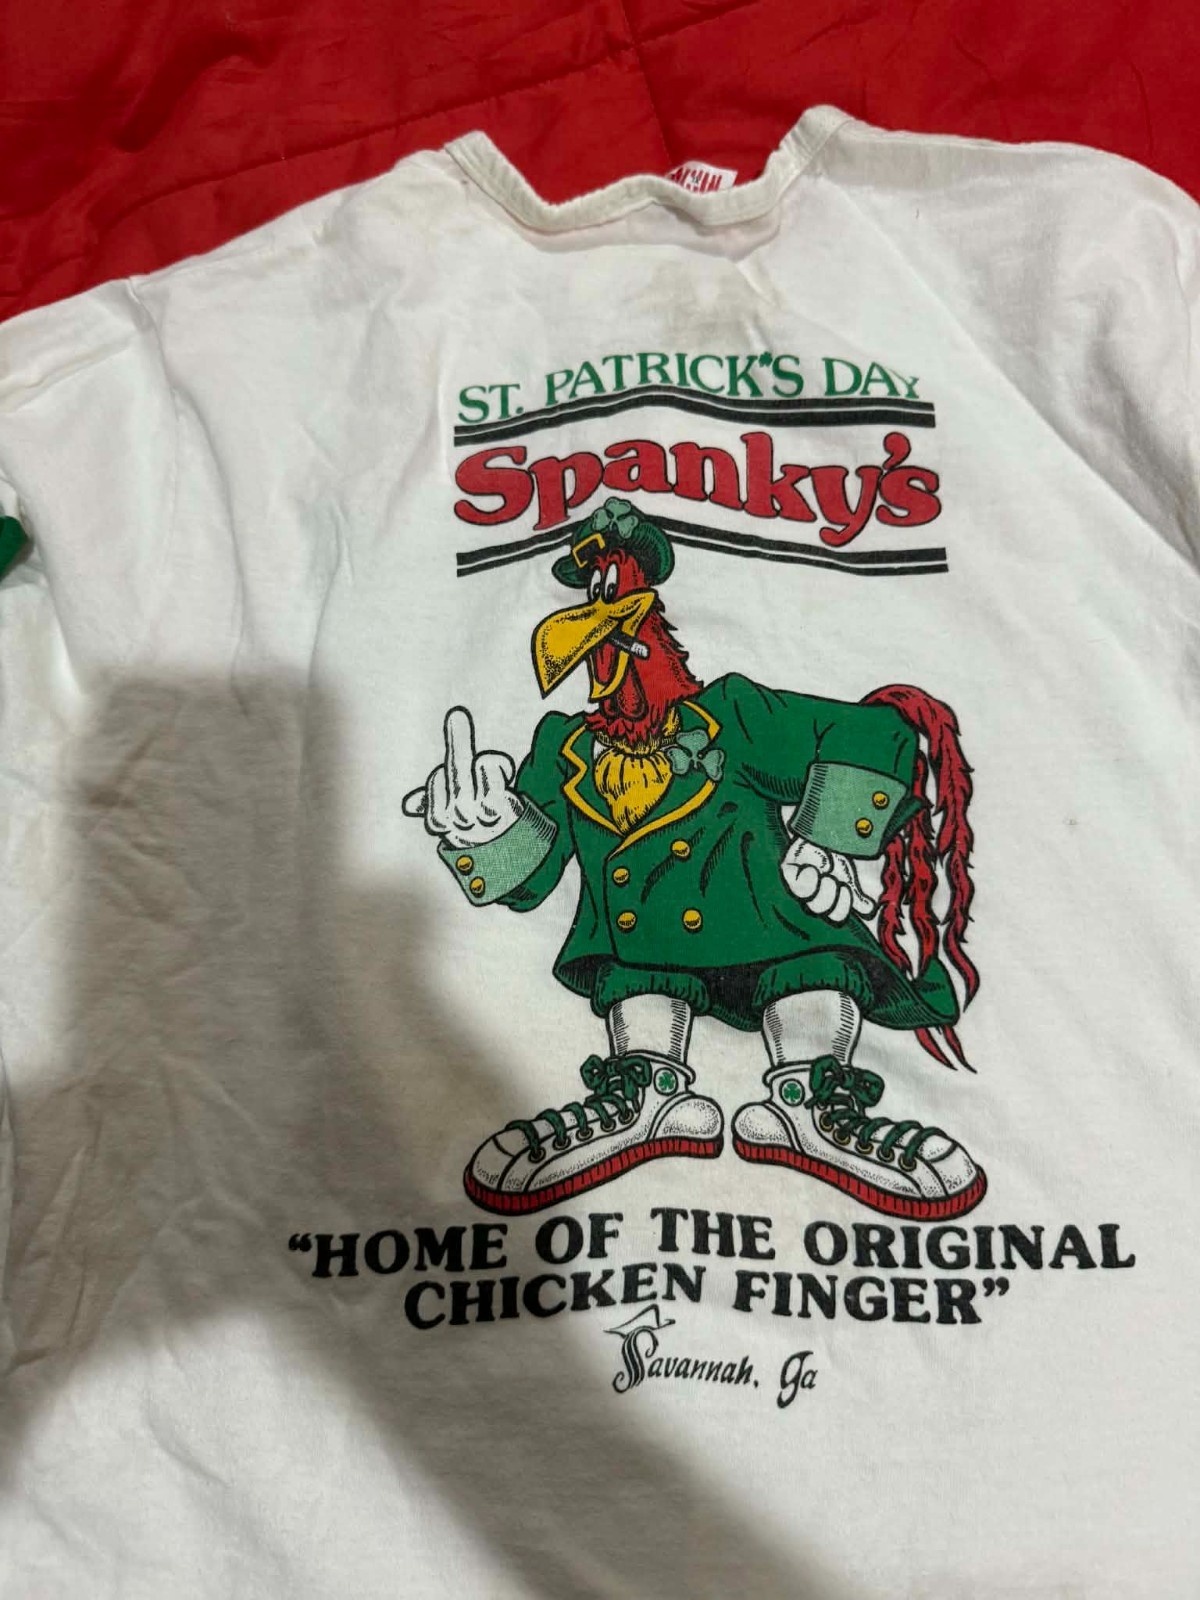 ST. PATRICK'S DAY
Spanky's
"HOME OF THE ORIGINAL
CHICKEN FINGER"
Savannah, Ga